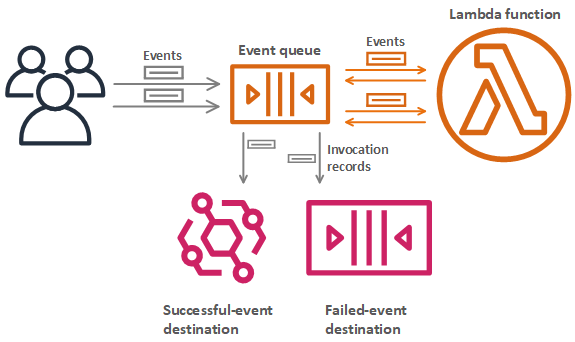 Lambda function
Events
Event queue
Events
Invocation
records
Successful-event
destination
Failed-event
destination